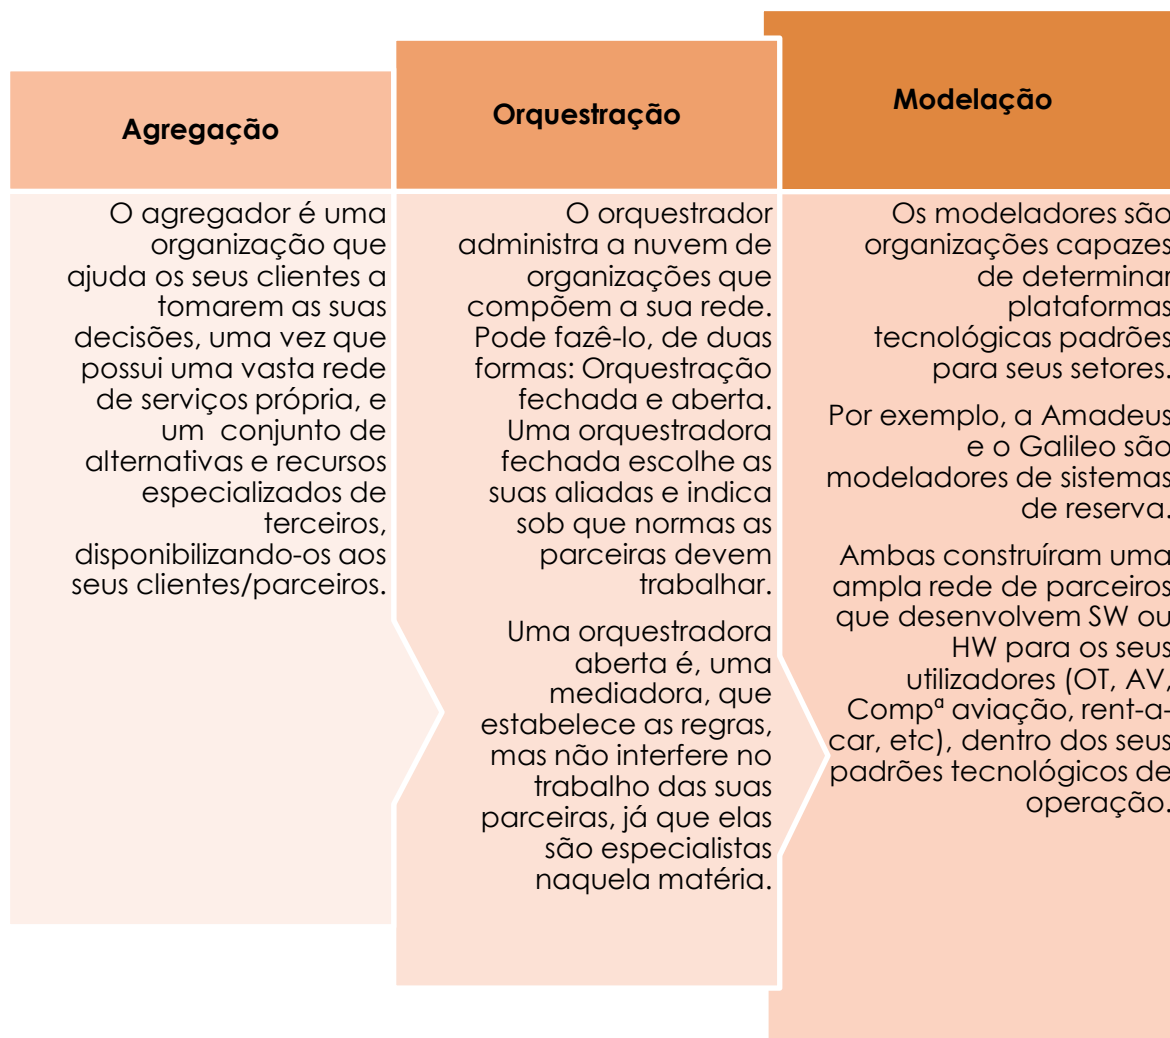 Agregação
O agregador é uma
organização que
ajuda os seus clientes a
tomarem as suas
decisões, uma vez que
possui uma vasta rede
de serviços própria, e
um conjunto de
alternativas e recursos
especializados de
terceiros,
disponibilizando-os aos
seus clientes/parceiros.
Orquestração
O orquestrador
administra a nuvem de
organizações que
compõem a sua rede.
Pode fazê-lo, de duas
formas: Orquestração
fechada e aberta.
Uma orquestradora
fechada escolhe as
suas aliadas e indica
sob que normas as
parceiras devem
trabalhar.
Uma orquestradora
aberta é, uma
mediadora, que
estabelece as regras,
mas não interfere no
trabalho das suas
parceiras, já que elas
são especialistas
naquela matéria.
Modelação
Os modeladores são
organizações capazes
de determinar
plataformas
tecnológicas padrões
para seus setores.
Por exemplo, a Amadeus
e o Galileo são
modeladores de sistemas
de reserva.
Ambas construíram uma
ampla rede de parceiros
que desenvolvem SW ou
HW para os seus
utilizadores (OT, AV,
Compª aviação, rent-a-
car, etc), dentro dos seus
padrões tecnológicos de
operação.